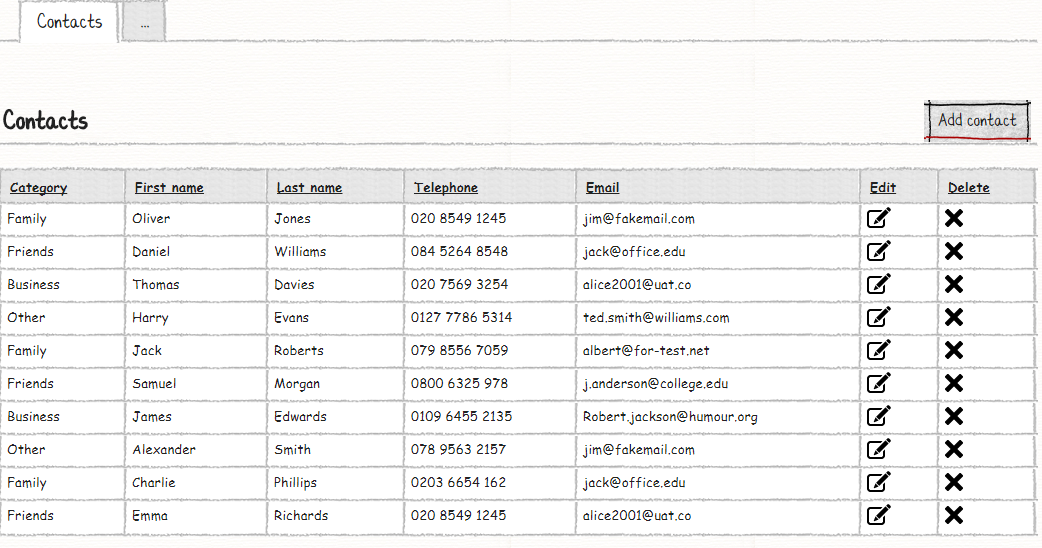 Contacts ...
Contacts Add contact
Category First name Last name Telephone Email Edit Delete
Family Oliver Jones 020 8549 1245 jim@fakemail.com
Friends Daniel Williams 084 5264 8548 jack@office.edu
Business Thomas Davies 020 7569 3254 alice2001@uat.co
Other Harry Evans 0127 7786 5314 ted.smith@williams.com
Family Jack Roberts 079 8556 7059 albert@for-test.net
Friends Samuel Morgan 0800 6325 978 j.anderson@college.edu
Business James Edwards 0109 6455 2135 Robert.jackson@humour.org
Other Alexander Smith 078 9563 2157 jim@fakemail.com
Family Charlie Phillips 0203 6654 162 jack@office.edu
Friends Emma Richards 020 8549 1245 alice2001@uat.co